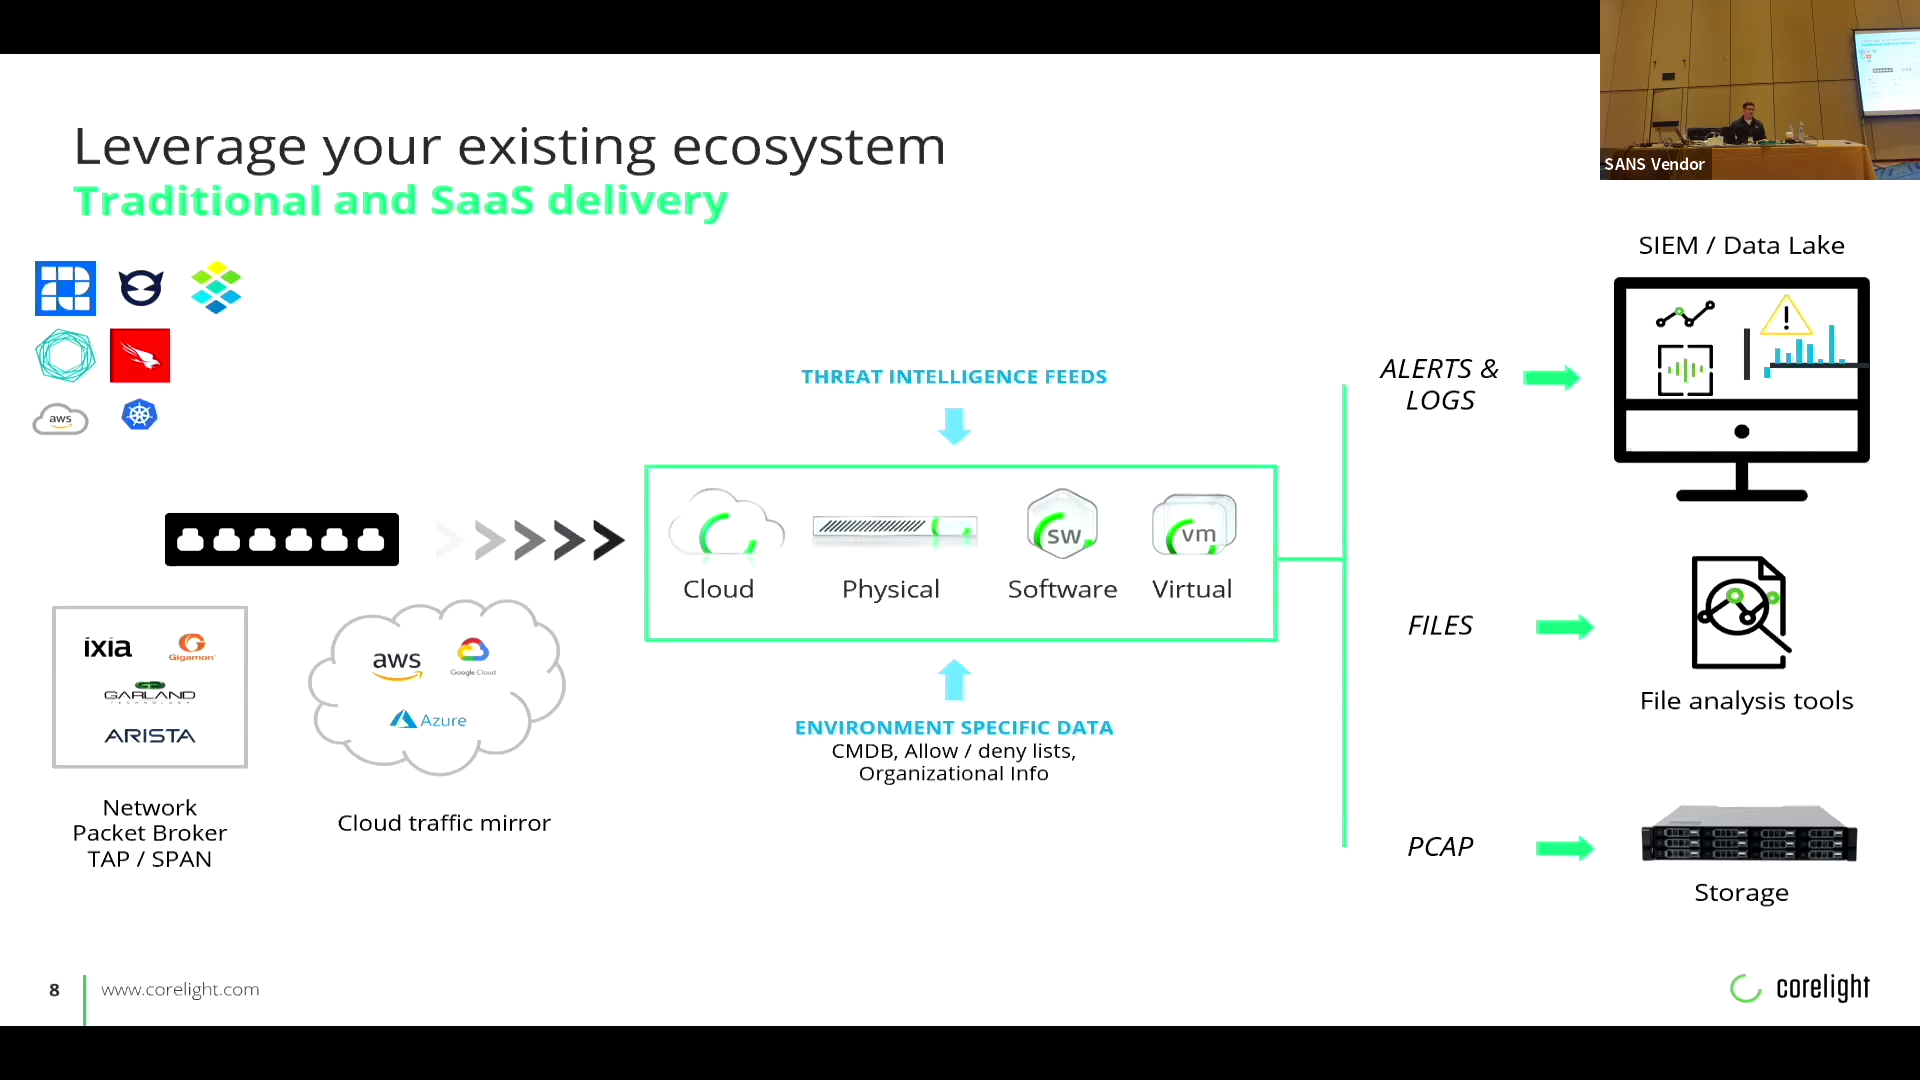 SANS Vendor
Leverage your existing ecosystem
Traditional and SaaS delivery
aws
THREAT INTELLIGENCE FEEDS
Cloud
Physical
sw
Software
vm
Virtual
ENVIRONMENT SPECIFIC DATA
CMDB, Allow / deny lists,
Organizational Info
ixia
Gigamon
GARLAND
TECHNOLOGY
ARISTA
Network
Packet Broker
TAP / SPAN
aws
Google Cloud
Azure
Cloud traffic mirror
ALERTS &
LOGS
SIEM / Data Lake
FILES
File analysis tools
PCAP
Storage
8
www.corelight.com
corelight